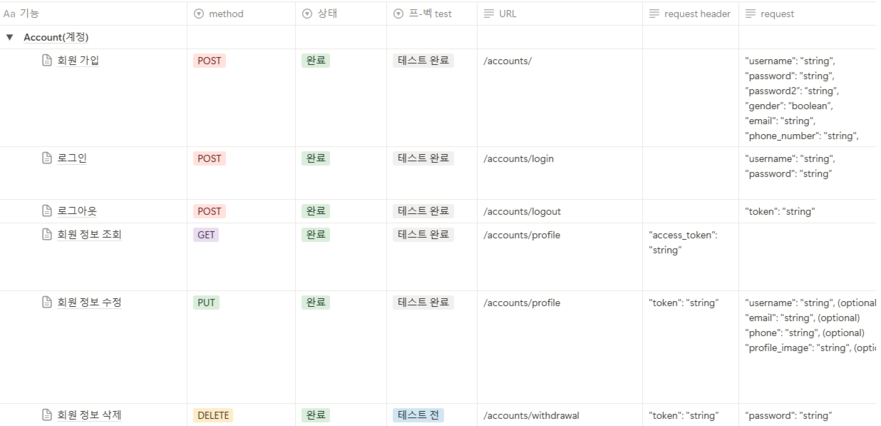 Aa 기능 method 상태 프-벡 test URL request header request
Account(계정)
회원 가입 POST 완료 테스트 완료 /accounts/ "username": "string",
"password": "string",
"password2": "string",
"gender": "boolean",
"email": "string",
"phone_number": "string",
로그인 POST 완료 테스트 완료 /accounts/login "username": "string",
"password": "string"
로그아웃 POST 완료 테스트 완료 /accounts/logout "token": "string"
회원 정보 조회 GET 완료 테스트 완료 /accounts/profile "access_token":
"string"
회원 정보 수정 PUT 완료 테스트 완료 /accounts/profile "token": "string" "username": "string", (optional
"email": "string", (optional)
"phone": "string", (optional)
"profile_image": "string", (opti
회원 정보 삭제 DELETE 완료 테스트 전 /accounts/withdrawal "token": "string" "password": "string"